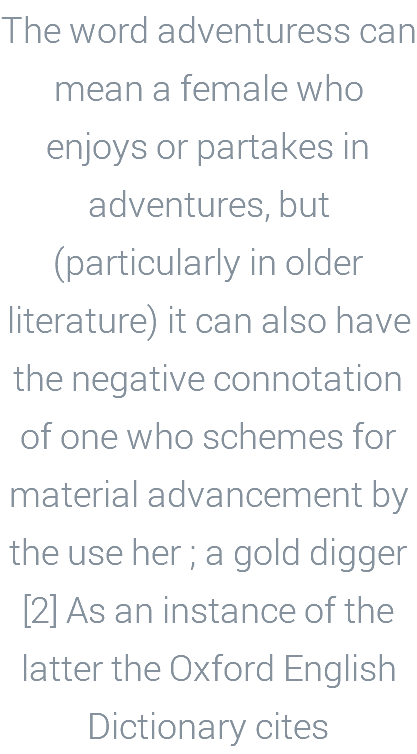 The word adventuress can
mean a female who
enjoys or partakes in
adventures, but
(particularly in older
literature) it can also have
the negative connotation
of one who schemes for
material advancement by
the use her ; a gold digger
[2] As an instance of the
latter the Oxford English
Dictionary cites